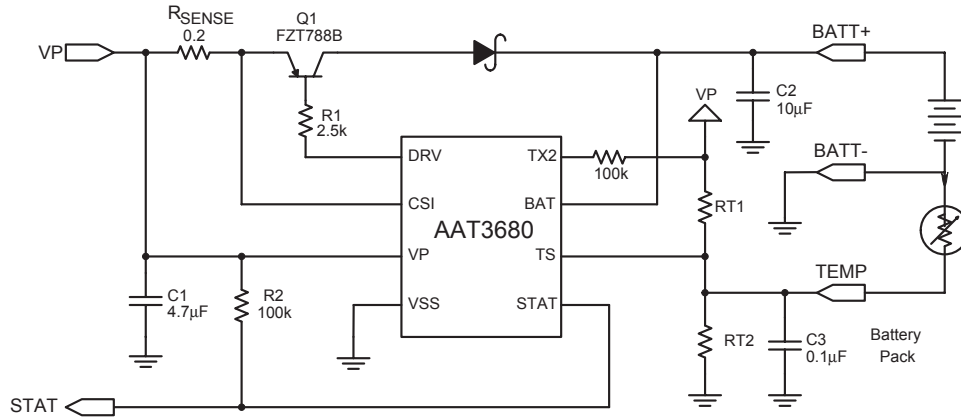 R_SENSE
0.2
Q1
FZT788B
VP
BATT+
R1
2.5k
VP
C2
10μF
DRV
TX2
100k
BATT-
CSI
BAT
RT1
AAT3680
VP
TS
C1
4.7μF
R2
100k
VSS
STAT
TEMP
RT2
C3
0.1μF
Battery
Pack
STAT